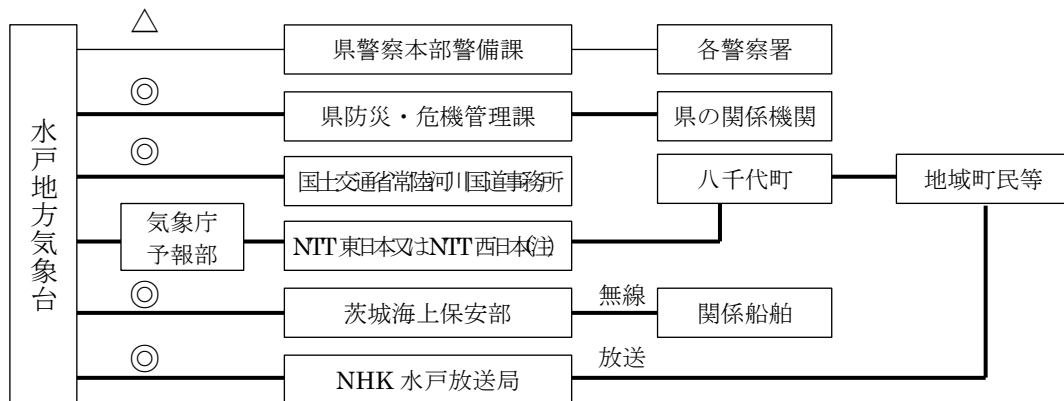 △
県警察本部警備課
各警察署
◎
県防災・危機管理課
県の関係機関
水戸地方気象台
◎
国土交通省常陸河川国道事務所
八千代町
地域町民等
気象庁
予報部
NTT東日本又はNTT西日本(注)
◎
茨城海上保安部
無線
関係船舶
◎
NHK 水戸放送局
放送